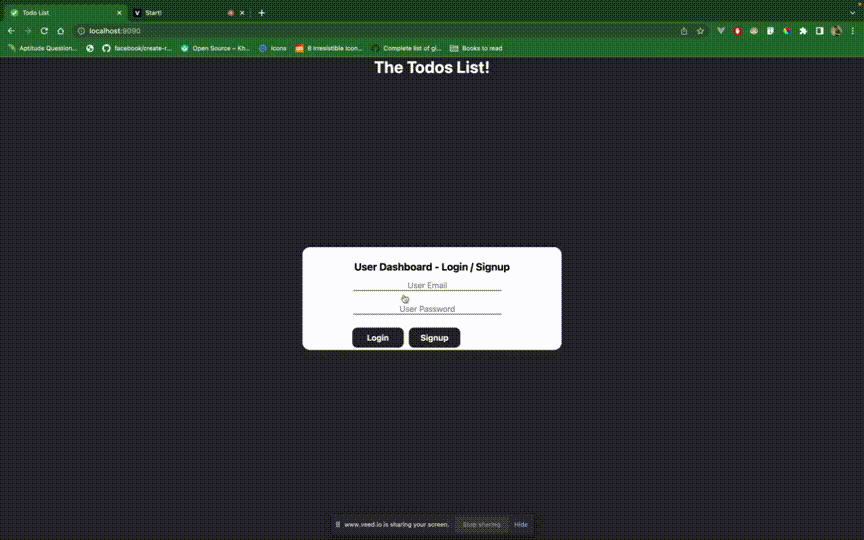 Todo List
Start!
localhost:9090
Aptitude Question...
facebook/create-r...
Open Source – Kh...
Icons
8 Irresistible Icon...
Complete list of gi...
Books to read
The Todos List!
User Dashboard - Login / Signup
User Email
User Password
Login Signup
www.veed.io is sharing your screen. Stop sharing Hide